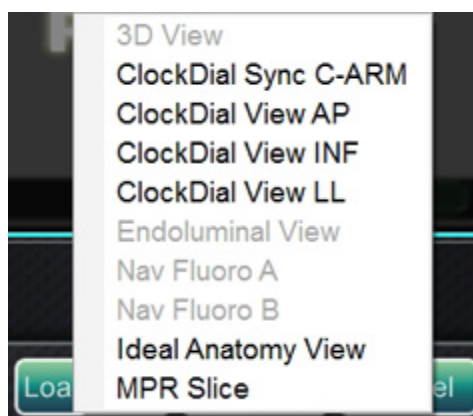 3D View
ClockDial Sync C-ARM
ClockDial View AP
ClockDial View INF
ClockDial View LL
Endoluminal View
Nav Fluoro A
Nav Fluoro B
Ideal Anatomy View
MPR Slice